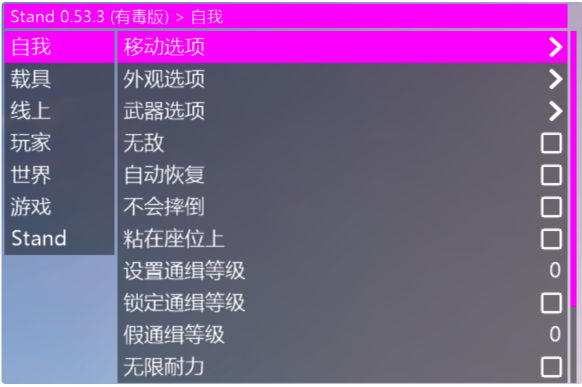 Stand 0.53.3 (有毒版) > 自我
自我
载具
线上
玩家
世界
游戏
Stand
移动选项
外观选项
武器选项
无敌
自动恢复
不会摔倒
粘在座位上
设置通缉等级 0
锁定通缉等级
假通缉等级 0
无限耐力